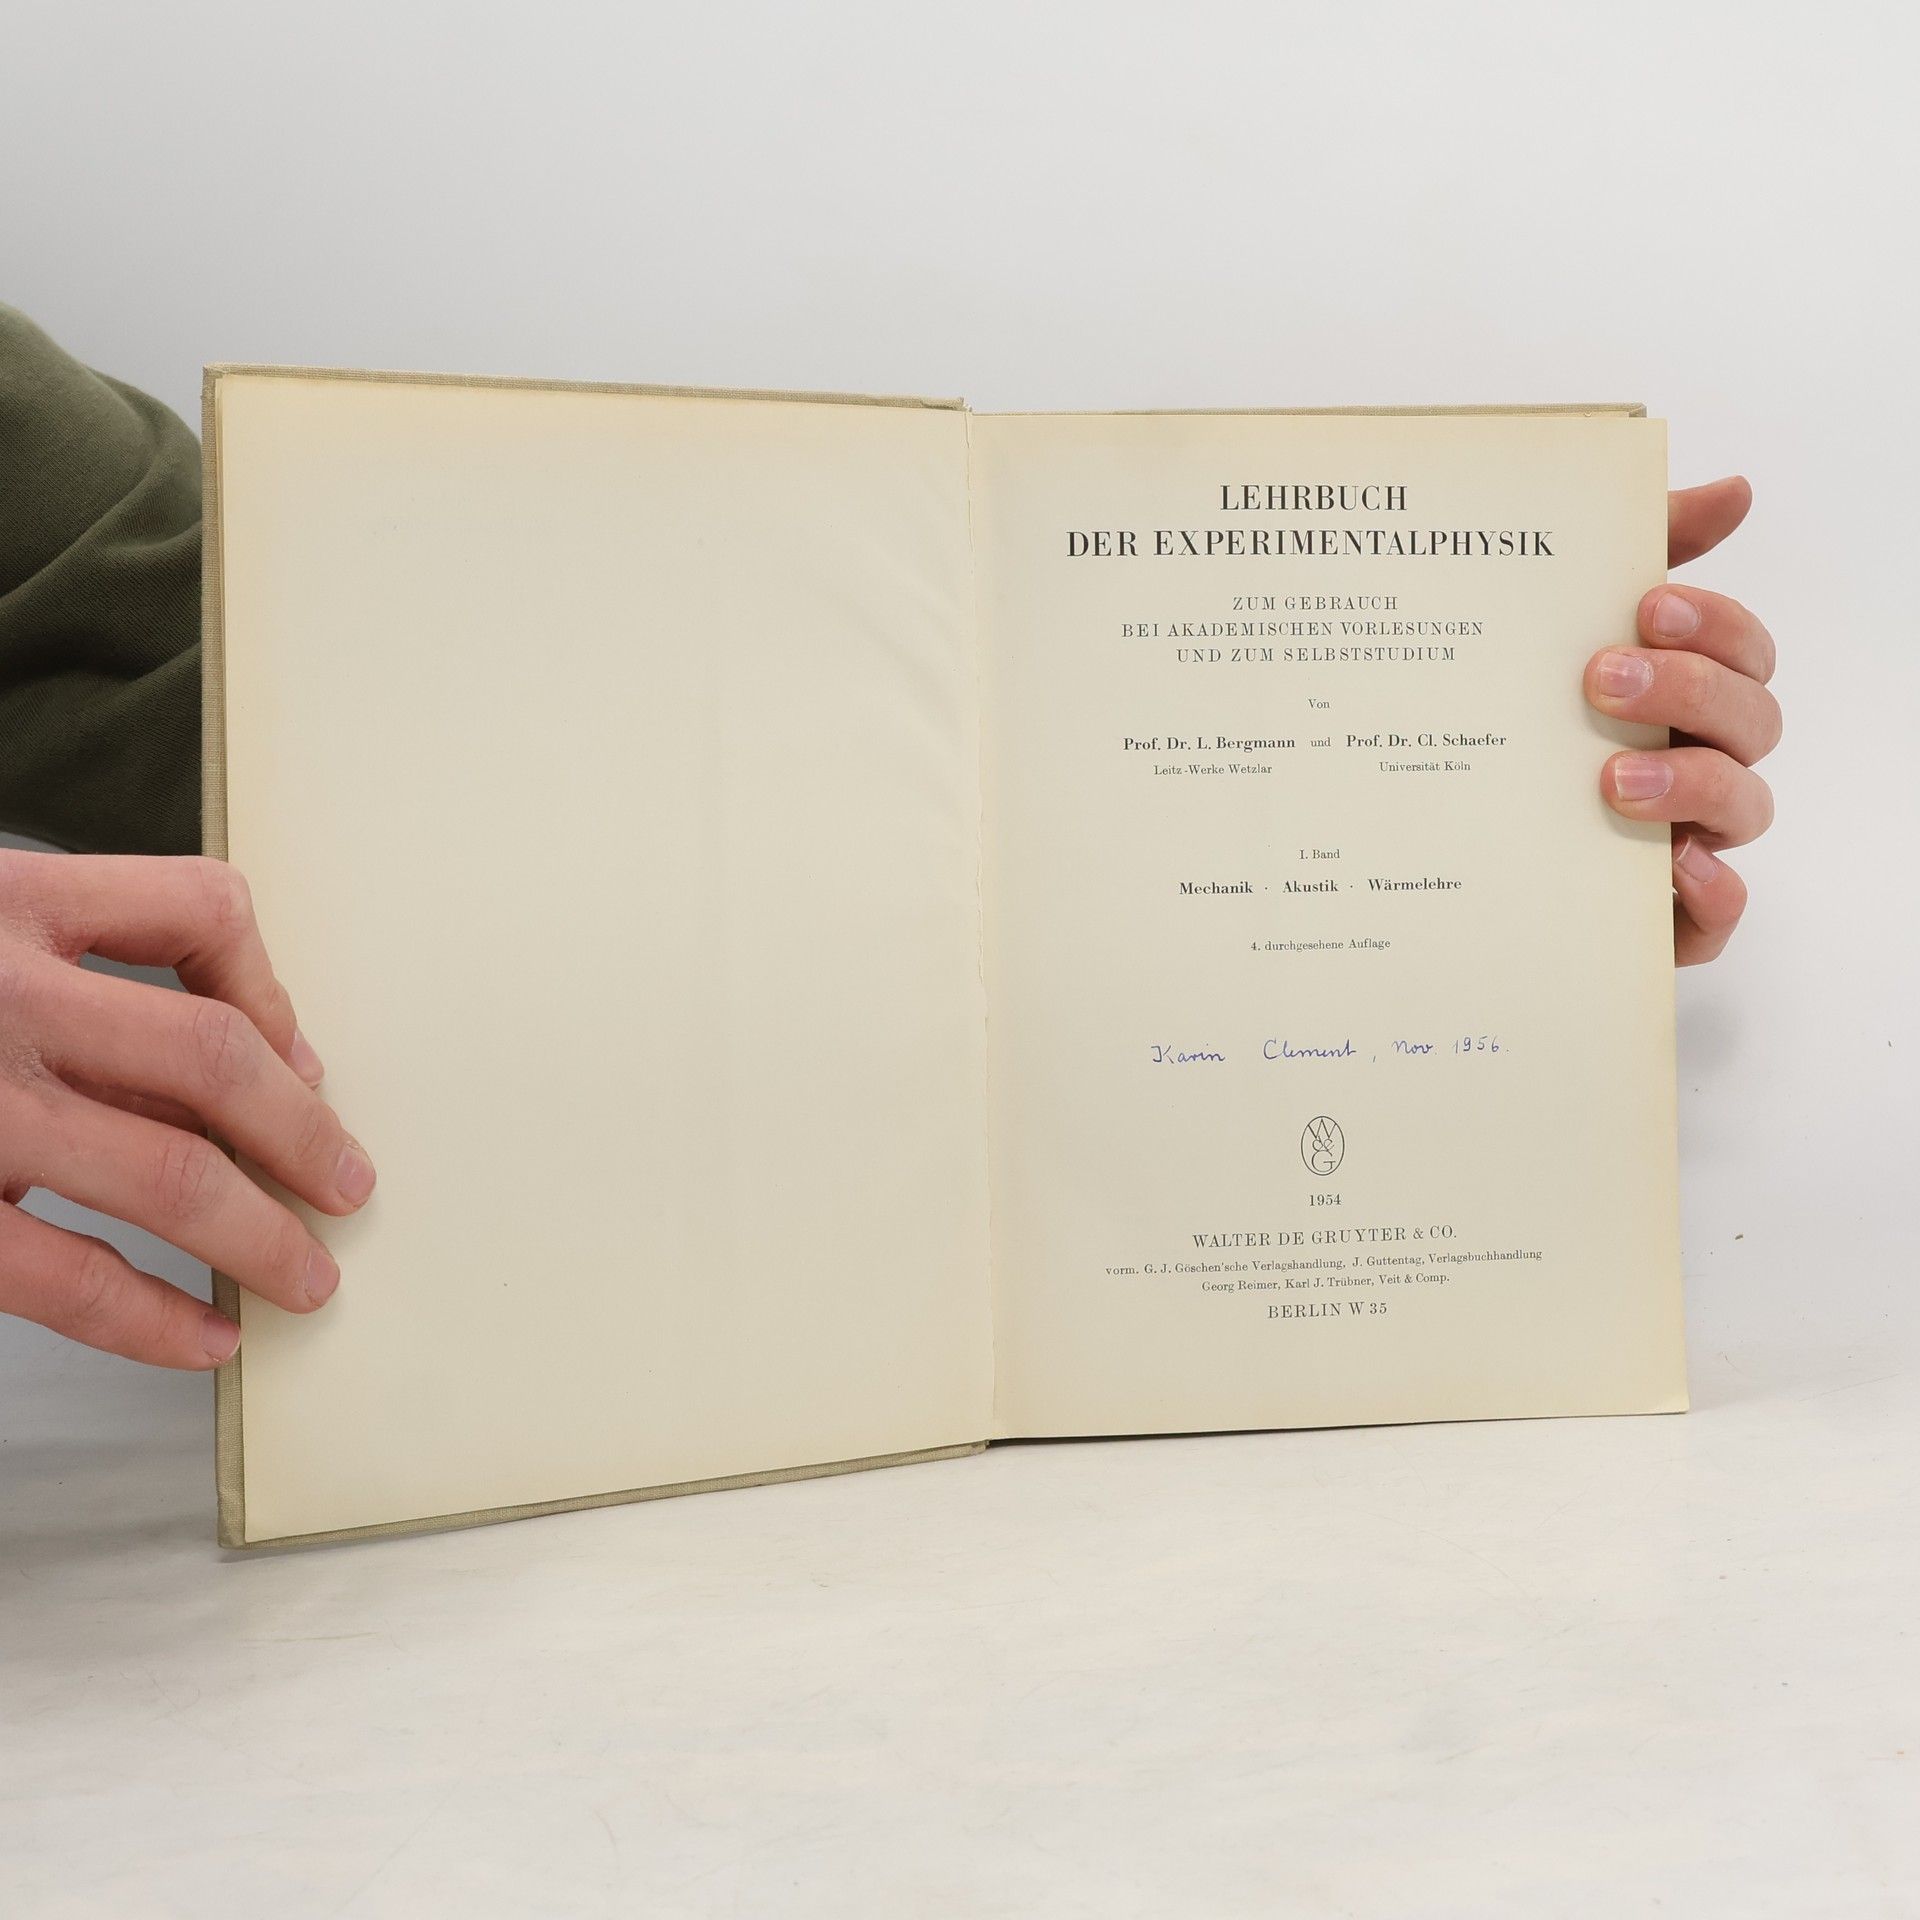 LEHRBUCH
DER EXPERIMENTALPHYSIK
ZUM GEBRAUCH
BEI AKADEMISCHEN VORLESUNGEN
UND ZUM SELBSTSTUDIUM
Von
Prof. Dr. L. Bergmann und Prof. Dr. Cl. Schaefer
Leitz-Werke Wetzlar Universität Köln
I. Band
Mechanik · Akustik · Wärmelehre
4. durchgesehene Auflage
Karin Clement, Nov. 1956.
W
de
G
1954
WALTER DE GRUYTER & CO.
vorm. G. J. Göschen'sche Verlagshandlung, J. Guttentag, Verlagsbuchhandlung
Georg Reimer, Karl J. Trübner, Veit & Comp.
BERLIN W 35